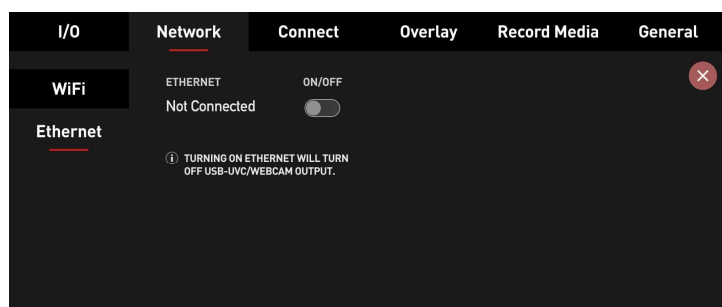 I/O Network Connect Overlay Record Media General
WiFi
Ethernet
ETHERNET ON/OFF
Not Connected
TURNING ON ETHERNET WILL TURN
OFF USB-UVC/WEBCAM OUTPUT.